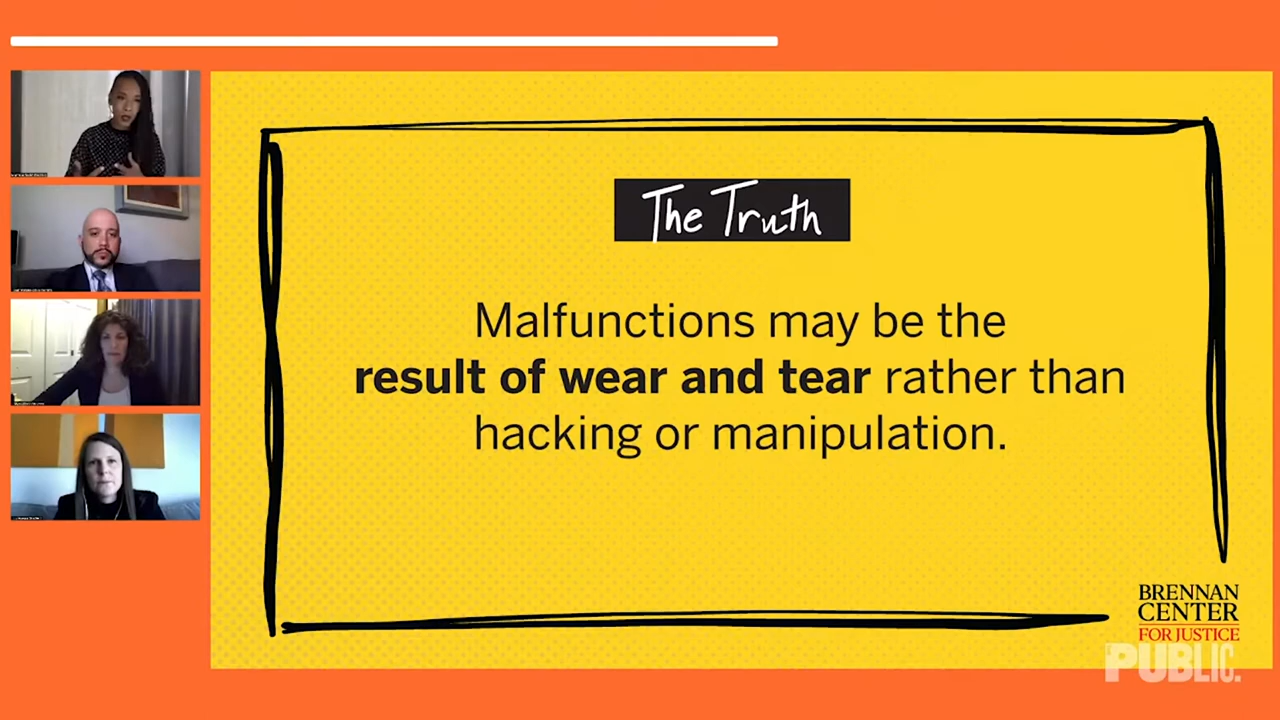 The Truth
Malfunctions may be the
result of wear and tear rather than
hacking or manipulation.
BRENNAN
CENTER
FOR JUSTICE
PUBLIC.